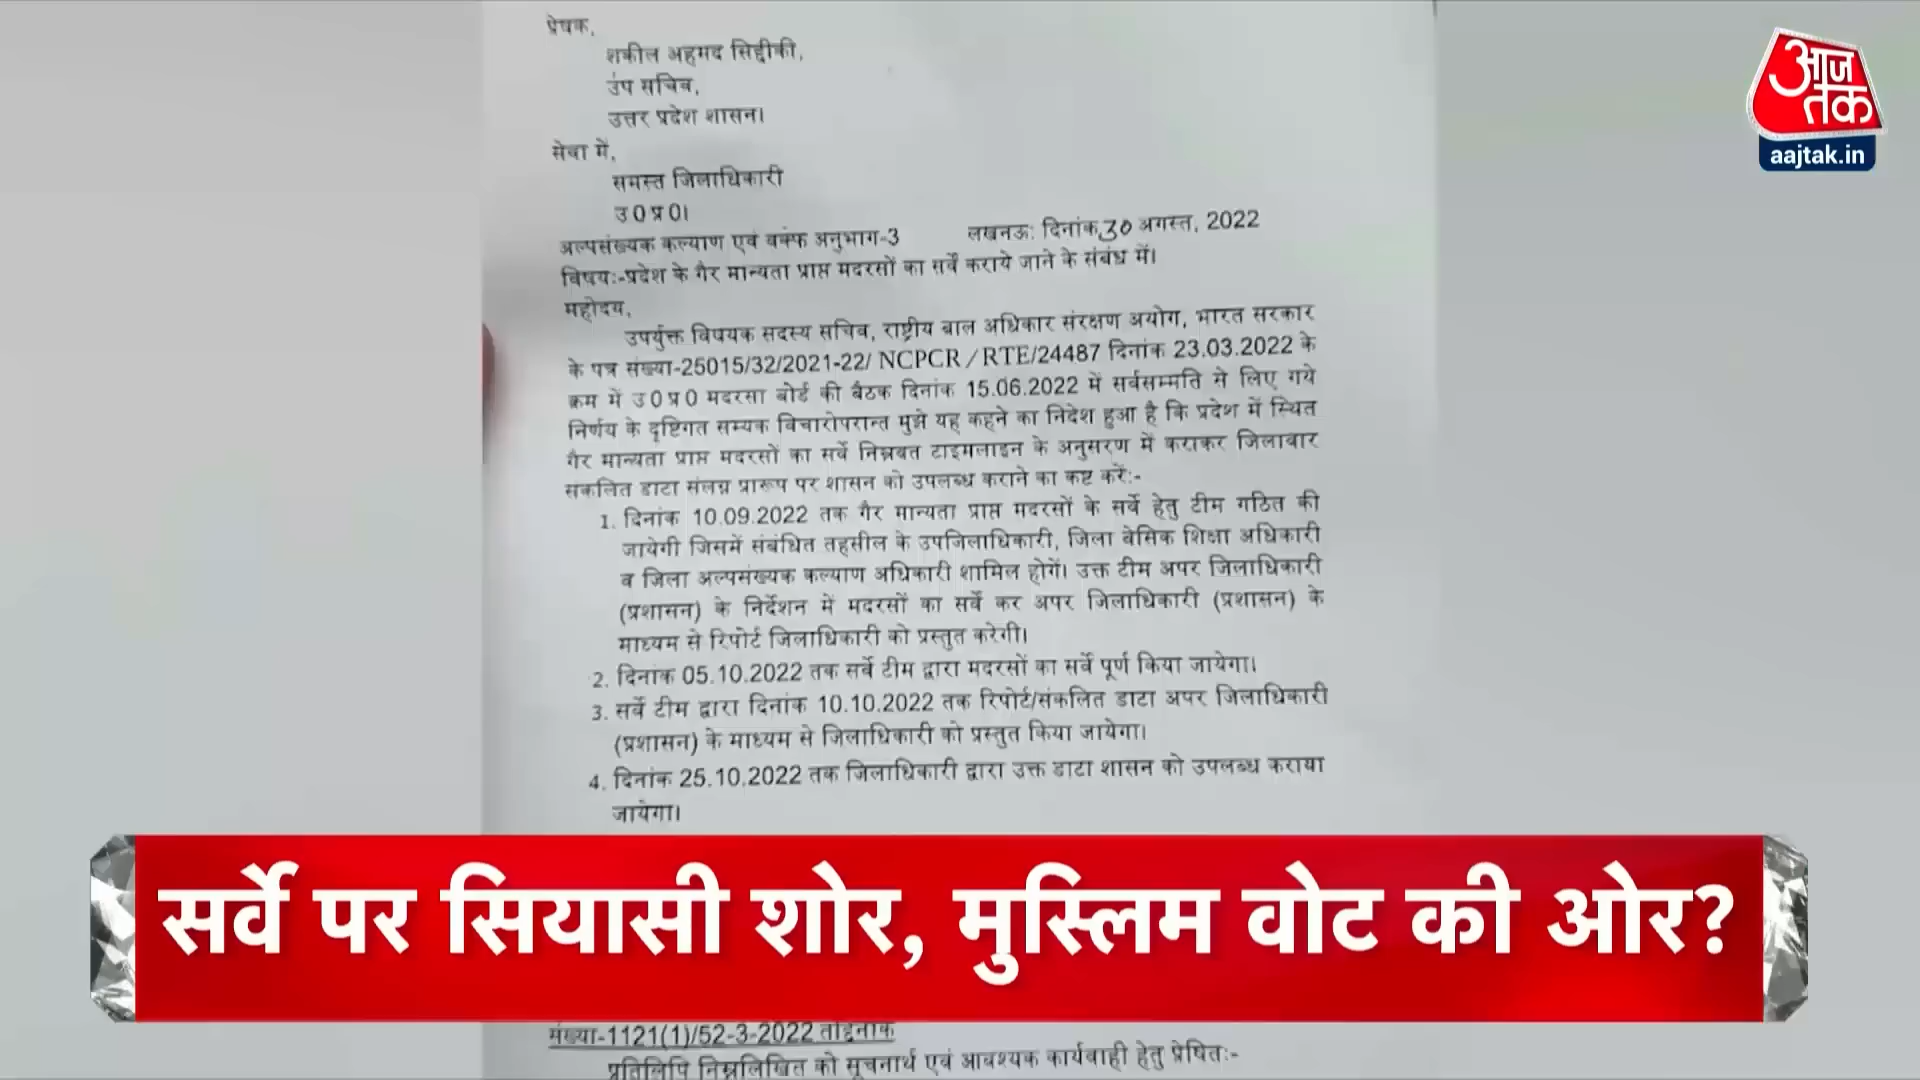 प्रेषक,
शकील अहमद सिद्दीकी,
उप सचिव,
उत्तर प्रदेश शासन।
सेवा में,
समस्त जिलाधिकारी
उ0प्र0।
अल्पसंख्यक कल्याण एवं वक्फ अनुभाग-3 लखनऊ: दिनांक 30 अगस्त, 2022
विषय:-प्रदेश के गैर मान्यता प्राप्त मदरसों का सर्वे कराये जाने के संबंध में।
महोदय,
उपर्युक्त विषयक सदस्य सचिव, राष्ट्रीय बाल अधिकार संरक्षण अयोग, भारत सरकार
के पत्र संख्या-25015/32/2021-22/ NCPCR/RTE/24487 दिनांक 23.03.2022 के
क्रम में उ0प्र0 मदरसा बोर्ड की बैठक दिनांक 15.06.2022 में सर्वसम्मति से लिए गये
निर्णय के दृष्टिगत सम्यक विचारोपरान्त मुझे यह कहने का निदेश हुआ है कि प्रदेश में स्थित
गैर मान्यता प्राप्त मदरसों का सर्वे निम्नवत टाइमलाइन के अनुसरण में कराकर जिलावार
संकलित डाटा संलग्न प्रारूप पर शासन को उपलब्ध कराने का कष्ट करें:-
1. दिनांक 10.09.2022 तक गैर मान्यता प्राप्त मदरसों के सर्वे हेतु टीम गठित की
जायेगी जिसमें संबंधित तहसील के उपजिलाधिकारी, जिला बेसिक शिक्षा अधिकारी
व जिला अल्पसंख्यक कल्याण अधिकारी शामिल होगें। उक्त टीम अपर जिलाधिकारी
(प्रशासन) के निर्देशन में मदरसों का सर्वे कर अपर जिलाधिकारी (प्रशासन) के
माध्यम से रिपोर्ट जिलाधिकारी को प्रस्तुत करेगी।
2. दिनांक 05.10.2022 तक सर्वे टीम द्वारा मदरसों का सर्वे पूर्ण किया जायेगा।
3. सर्वे टीम द्वारा दिनांक 10.10.2022 तक रिपोर्ट/संकलित डाटा अपर जिलाधिकारी
(प्रशासन) के माध्यम से जिलाधिकारी को प्रस्तुत किया जायेगा।
4. दिनांक 25.10.2022 तक जिलाधिकारी द्वारा उक्त डाटा शासन को उपलब्ध कराया
जायेगा।
संख्या-1121(1)/52-3-2022 तद्दिनांक
प्रतिलिपि निम्नलिखित को सूचनार्थ एवं आवश्यक कार्यवाही हेतु प्रेषित:-
आज
तक
aajtak.in
सर्वे पर सियासी शोर, मुस्लिम वोट की ओर?